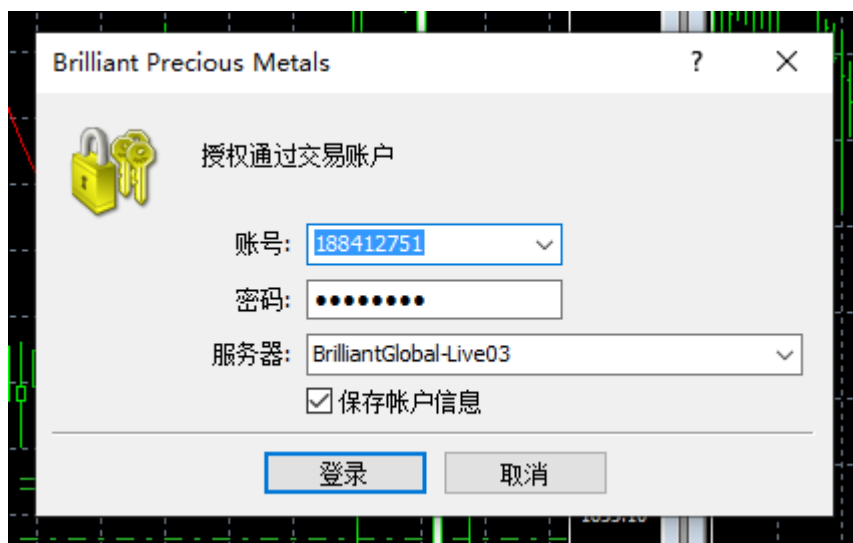 Brilliant Precious Metals ?
授权通过交易账户
账号: 188412751
密码: ●●●●●●●●
服务器: BrilliantGlobal-Live03
保存帐户信息
登录 取消